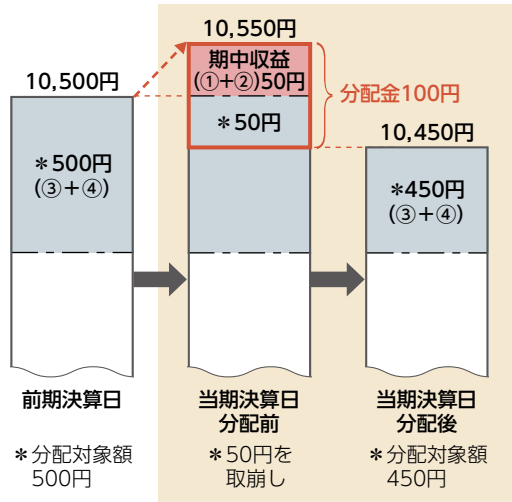 10,550円
期中収益
(①+②)50円
分配金100円
10,500円
*50円
10,450円
*500円
(③+④)
*450円
(③+④)
前期決算日
当期決算日
分配前
当期決算日
分配後
*分配対象額
500円
*50円を
取崩し
*分配対象額
450円